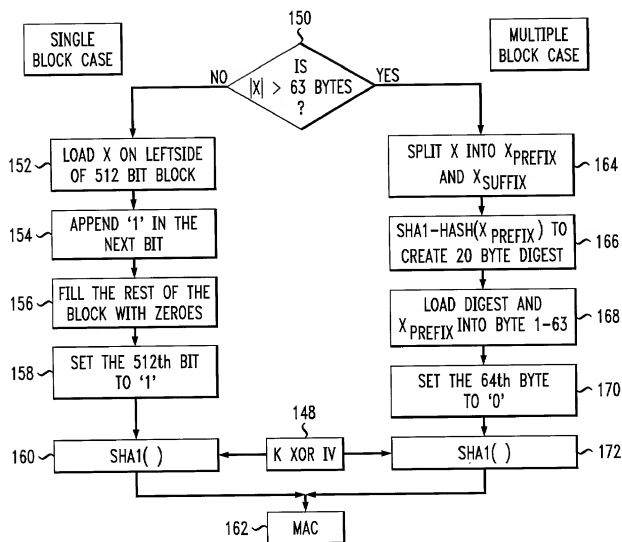 SINGLE
BLOCK CASE
150
MULTIPLE
BLOCK CASE
NO
IS
|X| > 63 BYTES
?
YES
152
LOAD X ON LEFTSIDE
OF 512 BIT BLOCK
154
APPEND '1' IN THE
NEXT BIT
156
FILL THE REST OF THE
BLOCK WITH ZEROES
158
SET THE 512th BIT
TO '1'
160
SHA1( )
SPLIT X INTO XPREFIX
AND XSUFFIX
164
SHA1-HASH(XPREFIX) TO
CREATE 20 BYTE DIGEST
166
LOAD DIGEST AND
XPREFIX INTO BYTE 1-63
168
SET THE 64th BYTE
TO '0'
170
148
K XOR IV
SHA1( )
172
162
MAC